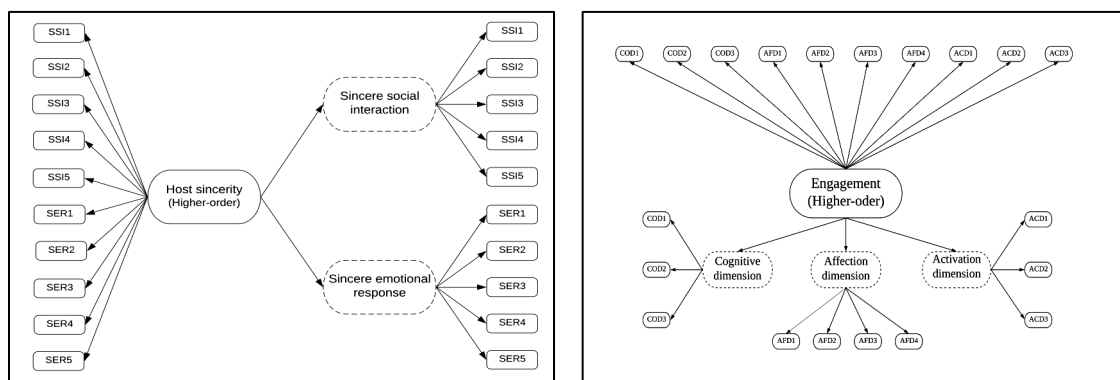 SSI1
SSI2
SSI3
SSI4
SSI5
SER1
SER2
SER3
SER4
SER5
Host sincerity
(Higher-order)
Sincere social
interaction
Sincere emotional
response
SSI1
SSI2
SSI3
SSI4
SSI5
SER1
SER2
SER3
SER4
SER5
COD1 COD2 COD3 AFD1 AFD2 AFD3 AFD4 ACD1 ACD2 ACD3
Engagement
(Higher-oder)
COD1
COD2
COD3
Cognitive
dimension
Affection
dimension
Activation
dimension
ACD1
ACD2
ACD3
AFD1 AFD2 AFD3 AFD4